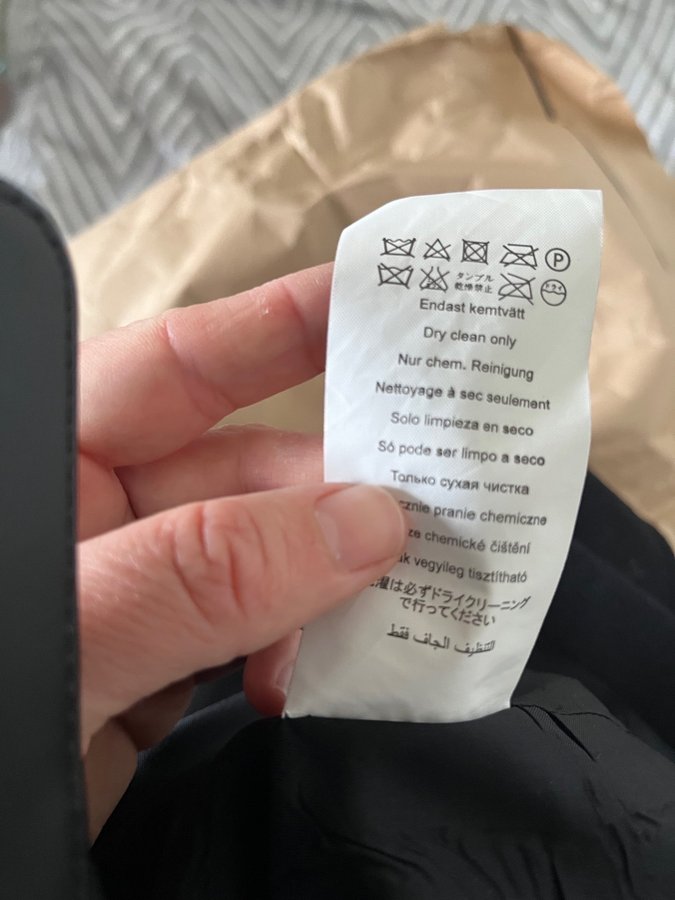 P
タンブル
乾燥禁止
ドライ
Endast kemtvätt
Dry clean only
Nur chem. Reinigung
Nettoyage à sec seulement
Solo limpieza en seco
Só pode ser limpo a seco
Только сухая чистка
pranie chemiczne
chemické čištění
vegyileg tisztítható
は必ずドライクリーニング
で行ってください
التنظيف الجاف فقط